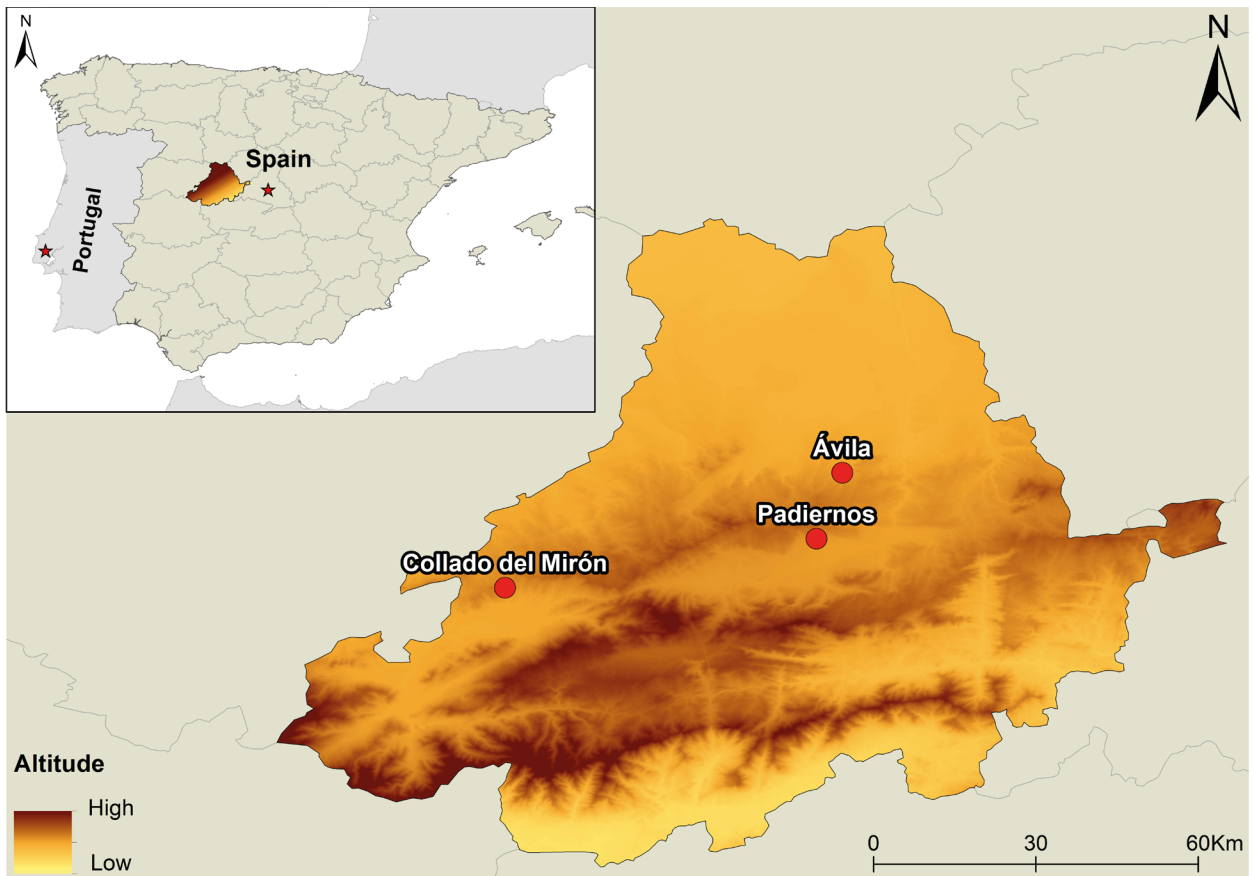 N
Spain
Portugal
N
Ávila
Padiernos
Collado del Mirón
Altitude
High
Low
0 30 60Km